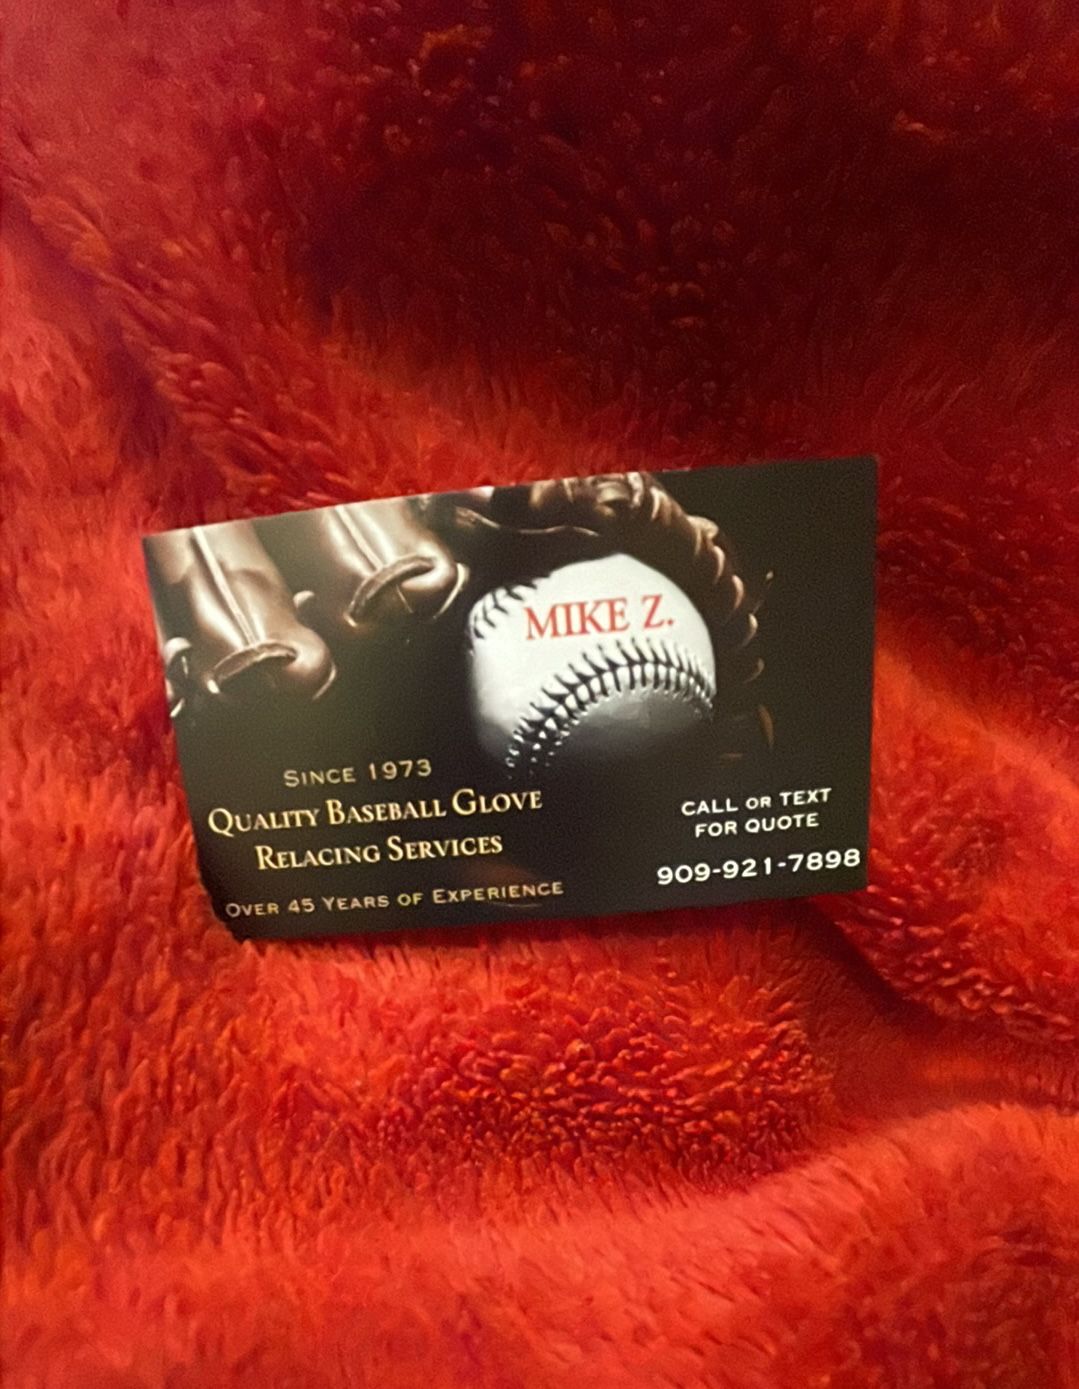 MIKE Z.
SINCE 1973
QUALITY BASEBALL GLOVE
RELACING SERVICES
OVER 45 YEARS OF EXPERIENCE
CALL OR TEXT
FOR QUOTE
909-921-7898